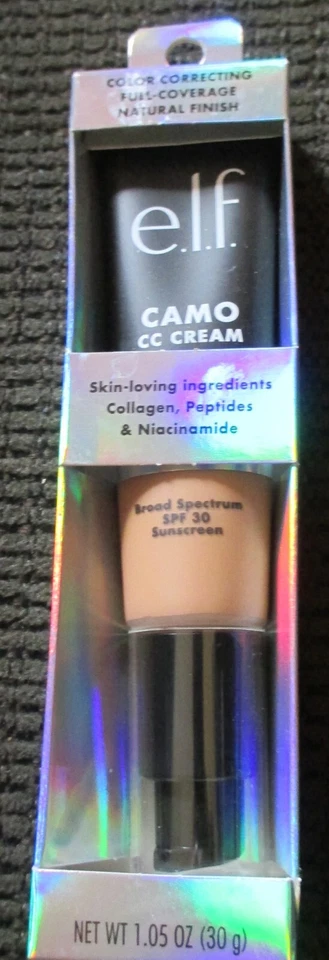 COLOR CORRECTING
FULL-COVERAGE
NATURAL FINISH
e.l.f.
CAMO
CC CREAM
Skin-loving ingredients
Collagen, Peptides
& Niacinamide
Broad Spectrum
SPF 30
Sunscreen
NET WT 1.05 OZ (30 g)